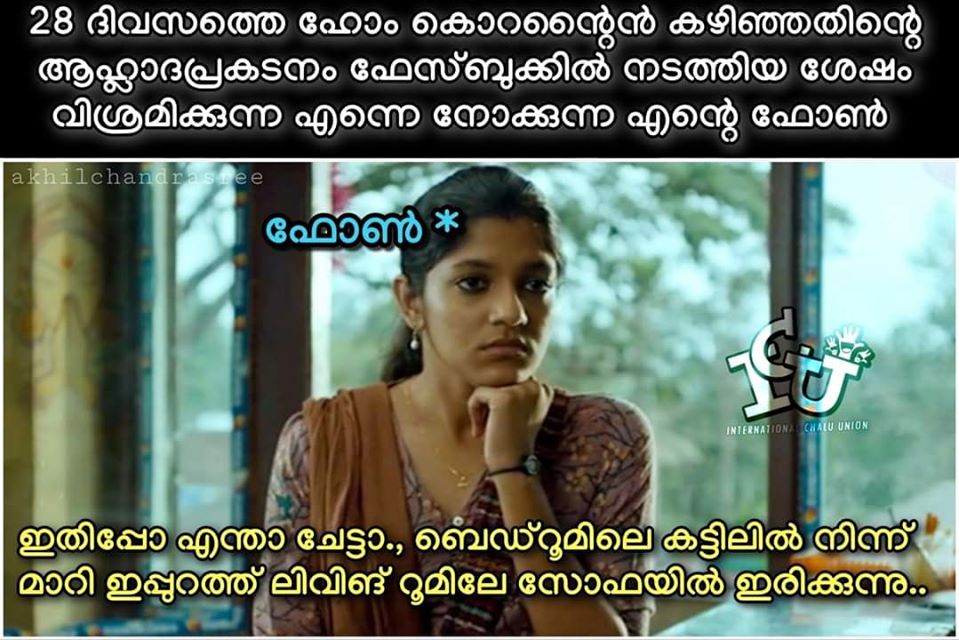 28 ദിവസത്തെ ഹോം കൊറന്റൈൻ കഴിഞ്ഞതിന്റെ
ആഹ്ലാദപ്രകടനം ഫേസ്ബുക്കിൽ നടത്തിയ ശേഷം
വിശ്രമിക്കുന്ന എന്നെ നോക്കുന്ന എന്റെ ഫോൺ
akhilchandrasree
ഫോൺ *
ICU
INTERNATIONAL CHALU UNION
ഇതിപ്പോ എന്താ ചേട്ടാ., ബെഡ്റൂമിലെ കട്ടിലിൽ നിന്ന്
മാറി ഇപ്പുറത്ത് ലിവിങ് റൂമിലേ സോഫയിൽ ഇരിക്കുന്നു..